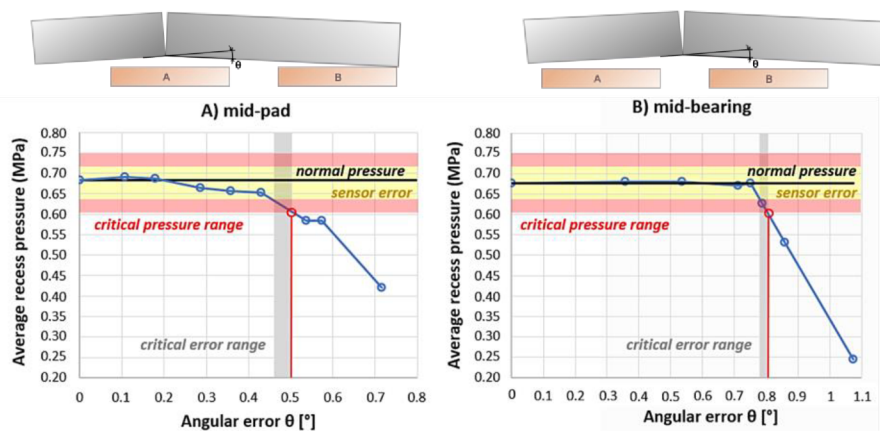 θ
A
B
θ
A
B
A) mid-pad
Average recess pressure (MPa)
0.80
0.75
0.70
0.65
0.60
0.55
0.50
0.45
0.40
0.35
0.30
0.25
0.20
normal pressure
sensor error
critical pressure range
critical error range
0 0.1 0.2 0.3 0.4 0.5 0.6 0.7 0.8
Angular error θ [°]
B) mid-bearing
Average recess pressure (MPa)
0.80
0.75
0.70
0.65
0.60
0.55
0.50
0.45
0.40
0.35
0.30
0.25
0.20
normal pressure
sensor error
critical pressure range
critical error range
0 0.1 0.2 0.3 0.4 0.5 0.6 0.7 0.8 0.9 1 1.1
Angular error θ [°]